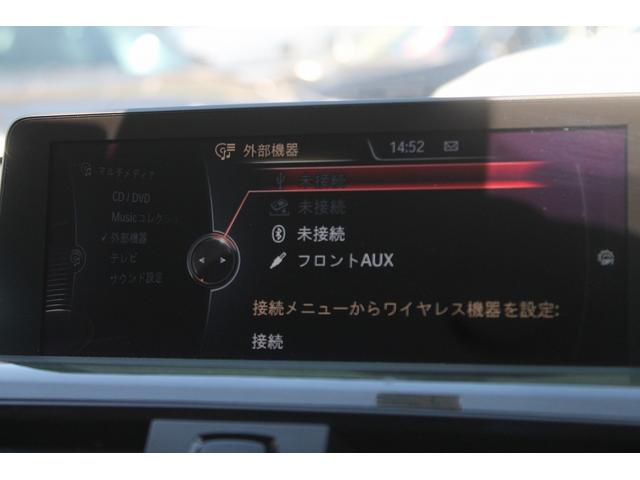 外部機器
14:52
マルチメディア
CD / DVD
Musicコレクション
✓外部機器
テレビ
サウンド設定
未接続
未接続
未接続
フロントAUX
接続メニューからワイヤレス機器を設定:
接続